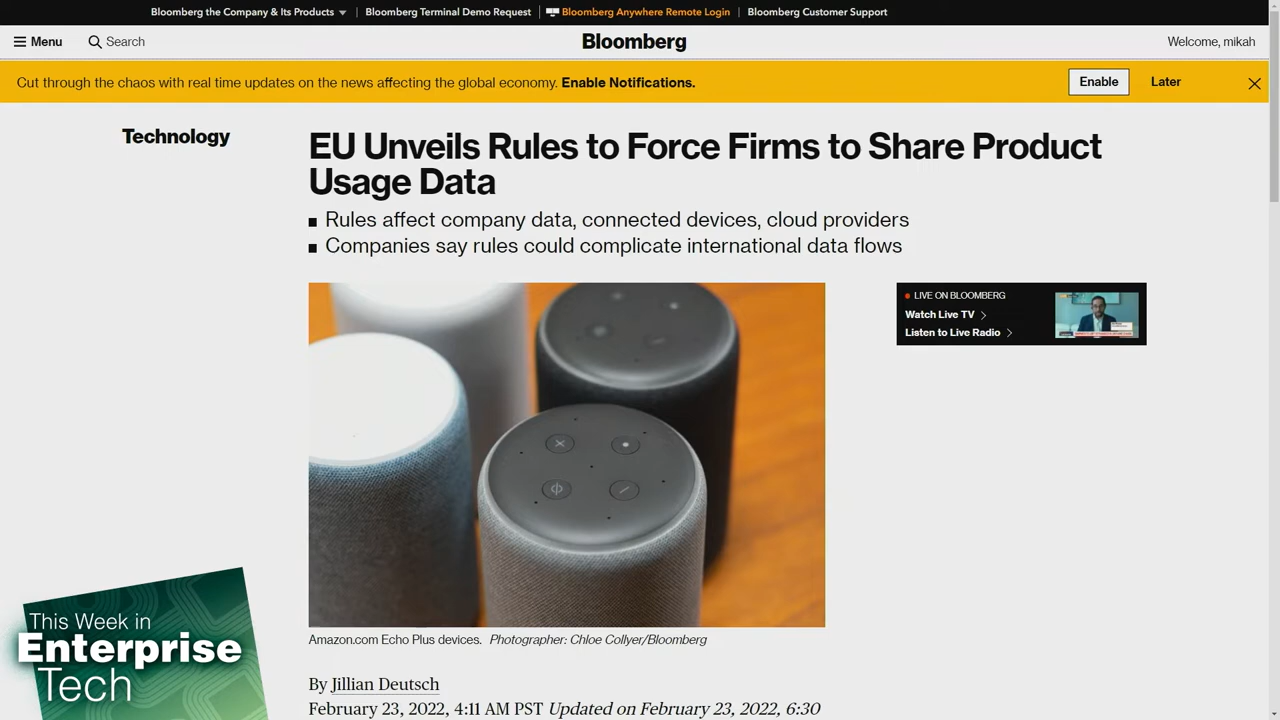 Bloomberg the Company & Its Products
Bloomberg Terminal Demo Request
Bloomberg Anywhere Remote Login
Bloomberg Customer Support
Menu
Search
Bloomberg
Welcome, mikah
Cut through the chaos with real time updates on the news affecting the global economy. Enable Notifications.
Enable
Later
Technology
EU Unveils Rules to Force Firms to Share Product
Usage Data
Rules affect company data, connected devices, cloud providers
Companies say rules could complicate international data flows
LIVE ON BLOOMBERG
Watch Live TV
Listen to Live Radio
Amazon.com Echo Plus devices. Photographer: Chloe Collyer/Bloomberg
By Jillian Deutsch
February 23, 2022, 4:11 AM PST Updated on February 23, 2022, 6:30
This Week in
Enterprise
Tech